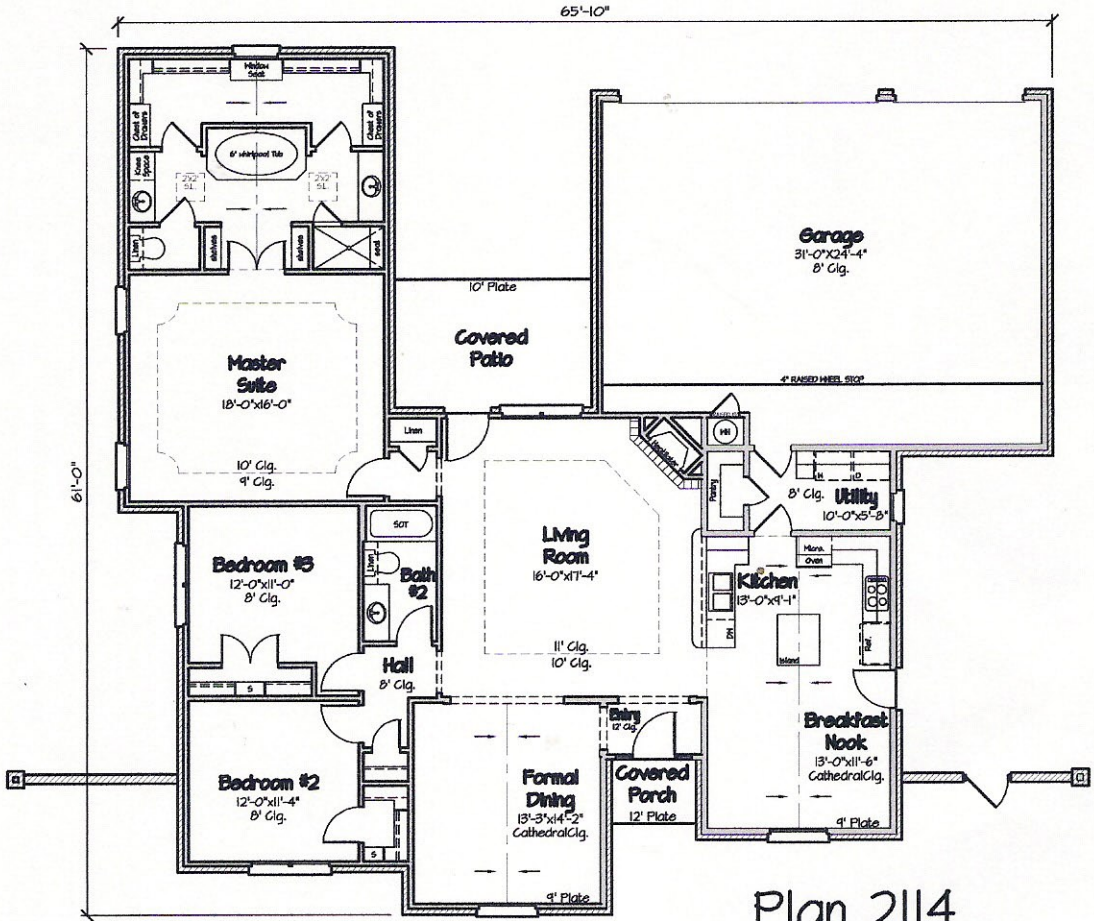 65'-10"
61'-0"
Window
Seat
Chest of
Drawers
Chest of
Drawers
6' Whirlpool Tub
Knee
Space
2X2
S.L.
2X2
S.L.
Linen
shelves
shelves
seat
Garage
31'-0"X24'-4"
8' Clg.
10' Plate
Covered
Patio
Master
Suite
18'-0"x16'-0"
10' Clg.
9' Clg.
4" RAISED WHEEL STOP
WH
Linen
Pantry
W
D
8' Clg.
Utility
10'-0"x5'-8"
Living
Room
16'-0"x17'-4"
11' Clg.
10' Clg.
Bedroom #3
12'-0"x11'-0"
8' Clg.
SOT
Linen
Bath
#2
Micro.
Oven
Kitchen
13'-0"x9'-1"
DW
Island
Ref.
Hall
8' Clg.
S
Entry
12' Clg.
Breakfast
Nook
13'-0"x11'-6"
CathedralClg.
9' Plate
Bedroom #2
12'-0"x11'-4"
8' Clg.
S
Formal
Dining
13'-3"x14'-2"
CathedralClg.
9' Plate
Covered
Porch
12' Plate
Plan 2114